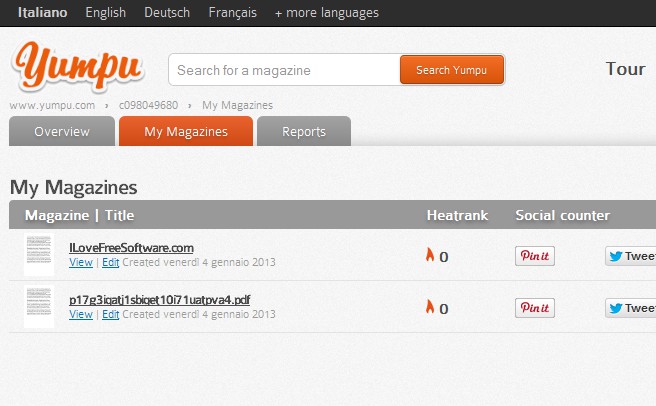 Italiano English Deutsch Français + more languages
Yumpu Search for a magazine Search Yumpu Tour
www.yumpu.com › c098049680 › My Magazines
Overview My Magazines Reports
My Magazines
Magazine | Title Heatrank Social counter
ILoveFreeSoftware.com
View | Edit Created venerdì 4 gennaio 2013
0 Pin it Twee
p17g3iqatj1sbiqet10i71uatpva4.pdf
View | Edit Created venerdì 4 gennaio 2013
0 Pin it Twee